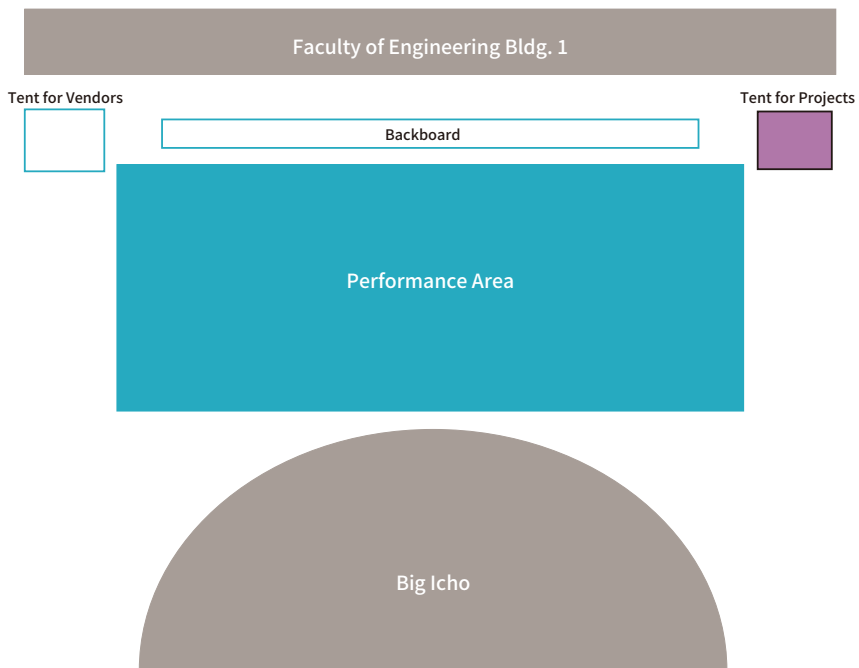 Faculty of Engineering Bldg. 1
Tent for Vendors
Tent for Projects
Backboard
Performance Area
Big Icho